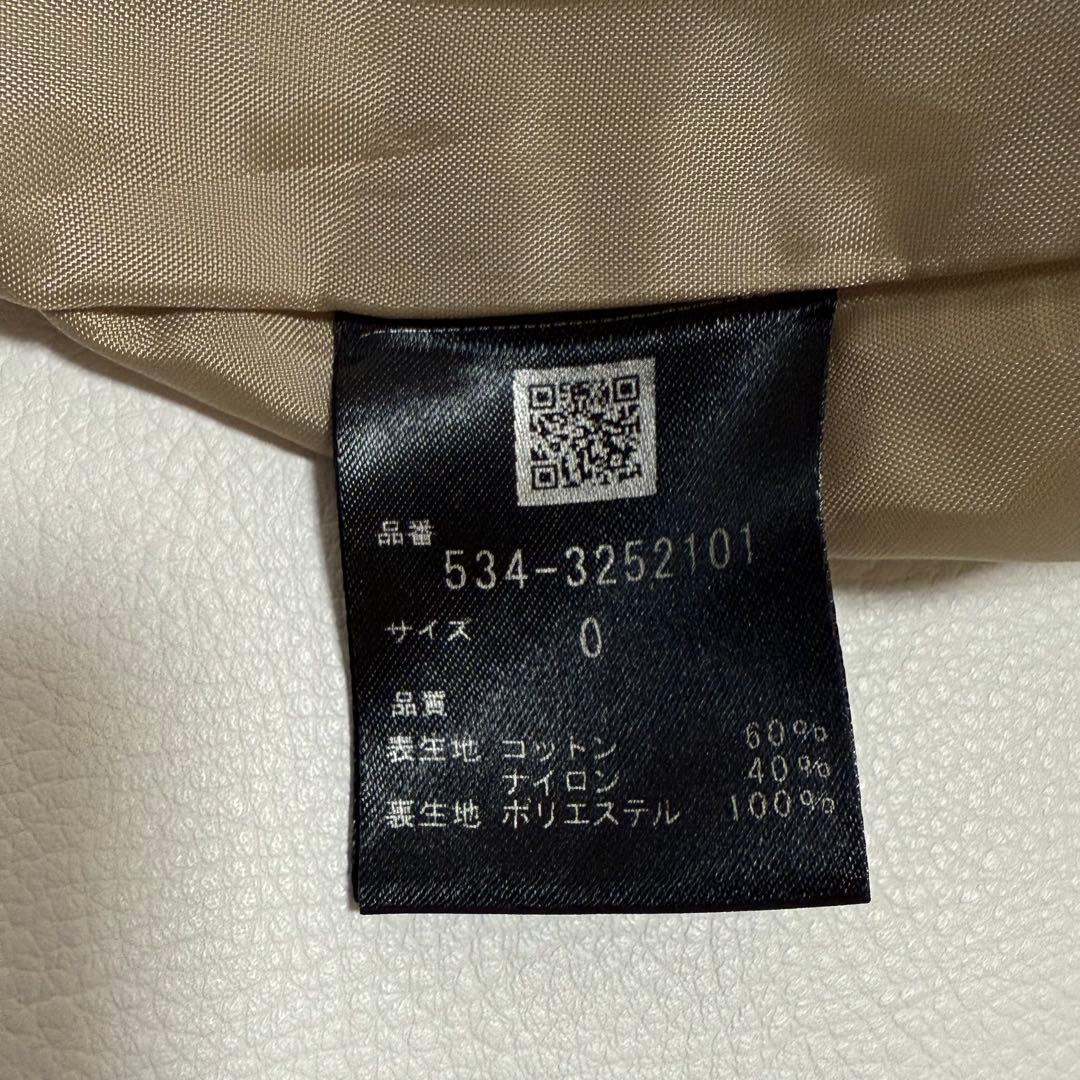 品番
534-3252101
サイズ 0
品質
表生地 コットン 60%
ナイロン 40%
裏生地 ポリエステル 100%